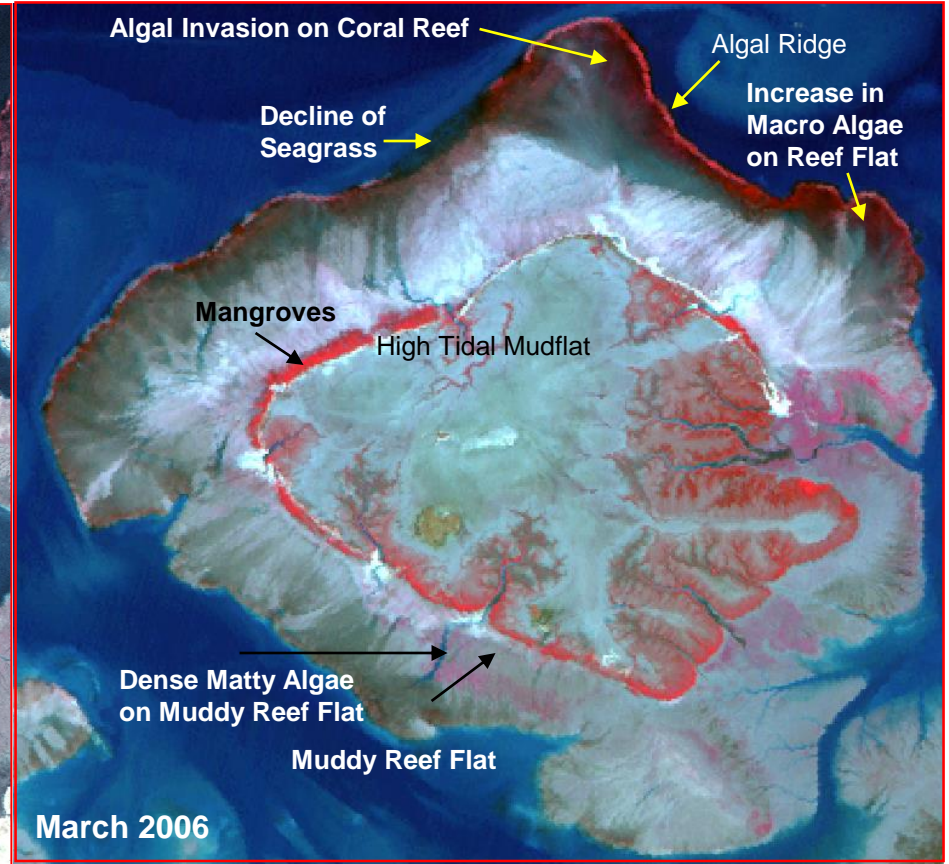 Algal Invasion on Coral Reef
Algal Ridge
Increase in
Macro Algae
on Reef Flat
Decline of
Seagrass
Mangroves
High Tidal Mudflat
Dense Matty Algae
on Muddy Reef Flat
Muddy Reef Flat
March 2006